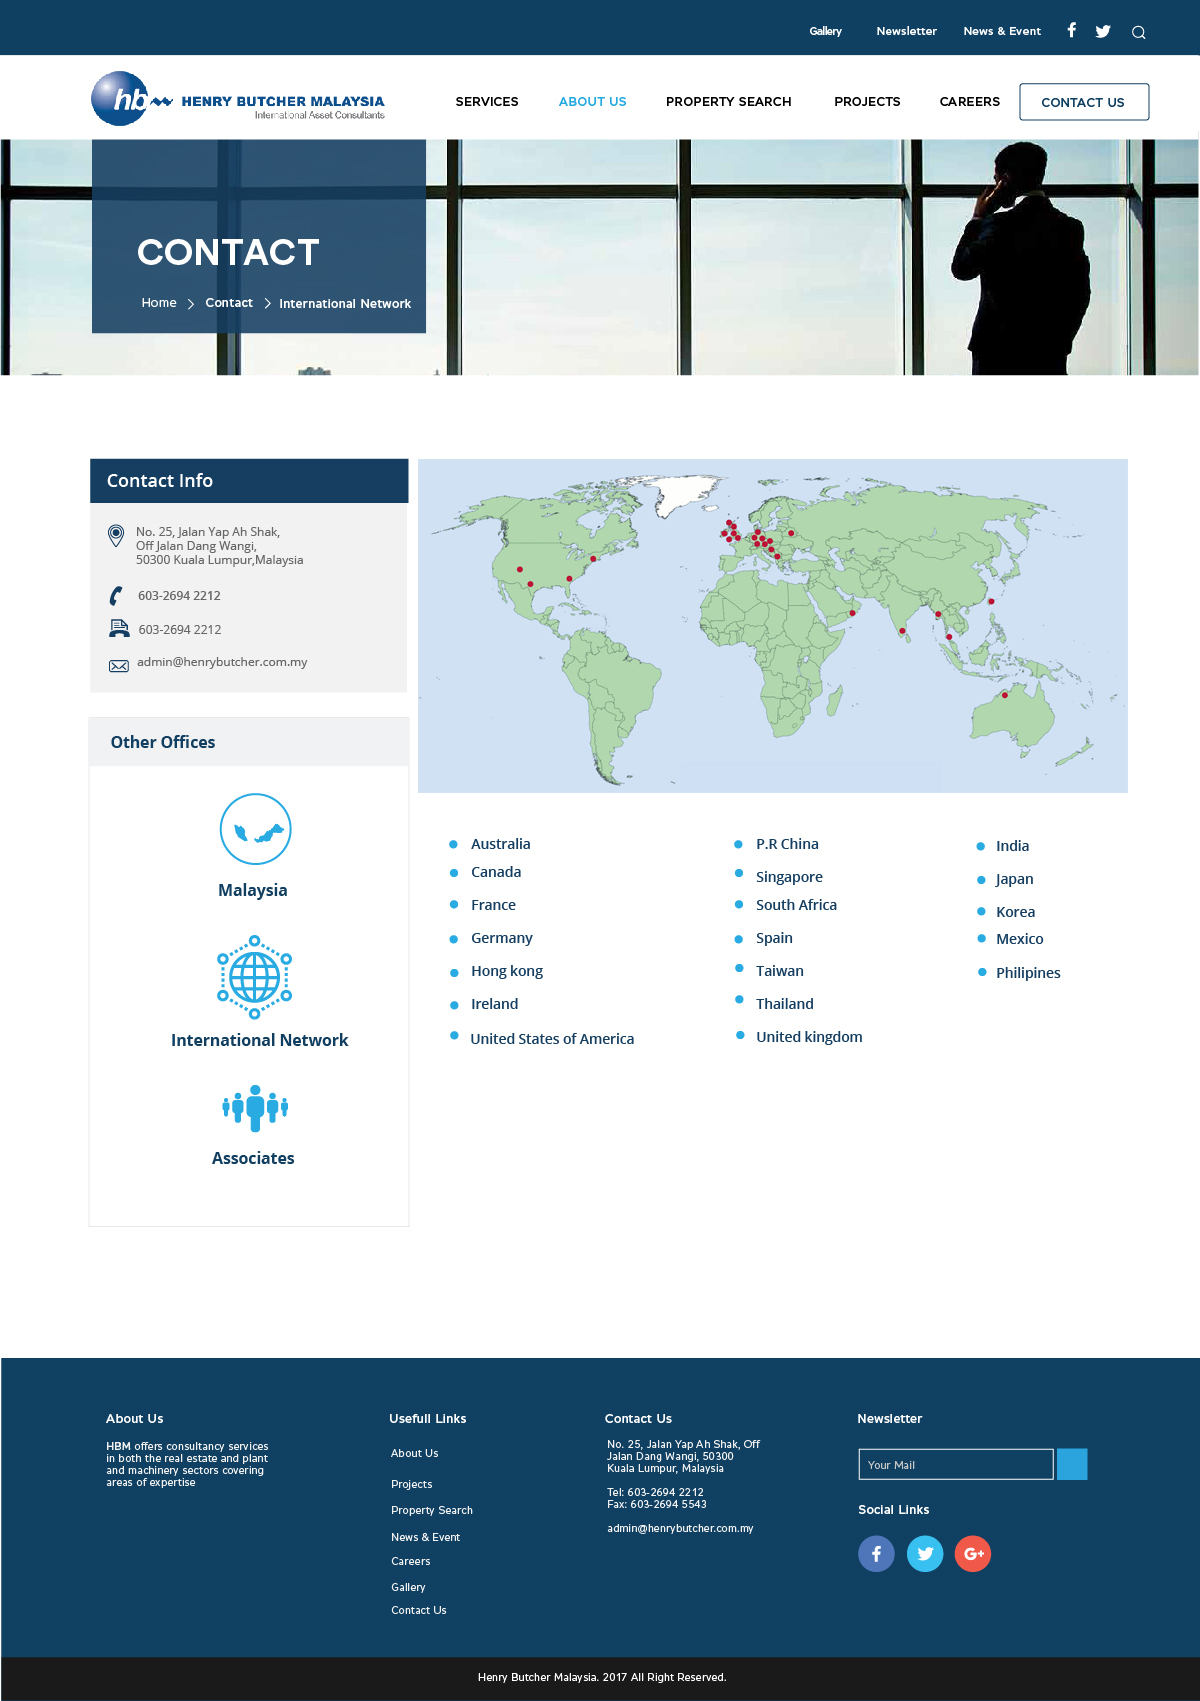 Gallery
Newsletter
News & Event
hb
HENRY BUTCHER MALAYSIA
International Asset Consultants
SERVICES
ABOUT US
PROPERTY SEARCH
PROJECTS
CAREERS
CONTACT US
CONTACT
Home > Contact > International Network
Contact Info
No. 25, Jalan Yap Ah Shak,
Off Jalan Dang Wangi,
50300 Kuala Lumpur,Malaysia
603-2694 2212
603-2694 2212
admin@henrybutcher.com.my
Other Offices
Malaysia
International Network
Associates
Australia
Canada
France
Germany
Hong kong
Ireland
United States of America
P.R China
Singapore
South Africa
Spain
Taiwan
Thailand
United kingdom
India
Japan
Korea
Mexico
Philipines
About Us
HBM offers consultancy services
in both the real estate and plant
and machinery sectors covering
areas of expertise
Usefull Links
About Us
Projects
Property Search
News & Event
Careers
Gallery
Contact Us
Contact Us
No. 25, Jalan Yap Ah Shak, Off
Jalan Dang Wangi, 50300
Kuala Lumpur, Malaysia
Tel: 603-2694 2212
Fax: 603-2694 5543
admin@henrybutcher.com.my
Newsletter
Your Mail
Social Links
Henry Butcher Malaysia. 2017 All Right Reserved.